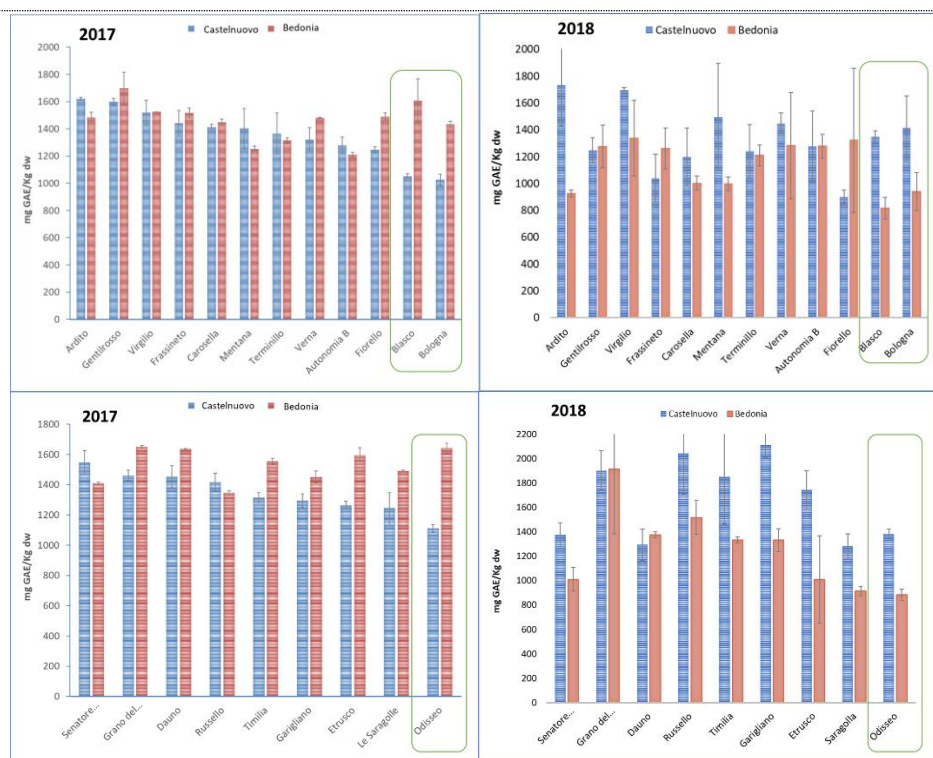 2017
Castelnuovo
Bedonia
mg GAE/Kg dw
2000
1800
1600
1400
1200
1000
800
600
400
200
0
Ardito
Gentilrosso
Virgilio
Frassineto
Carosella
Mentana
Terminillo
Verna
Autonomia B
Fiorello
Blasco
Bologna
2018
Castelnuovo
Bedonia
mg GAE/Kg dw
2000
1800
1600
1400
1200
1000
800
600
400
200
0
Ardito
Gentilrosso
Virgilio
Frassineto
Carosella
Mentana
Terminillo
Verna
Autonomia B
Fiorello
Blasco
Bologna
2017
Castelnuovo
Bedonia
mg GAE/Kg dw
1800
1600
1400
1200
1000
800
600
400
200
0
Senatore...
Grano del...
Dauno
Russello
Timilia
Garigliano
Etrusco
Le Saragolle
Odisseo
2018
Castelnuovo
Bedonia
mg GAE/Kg dw
2200
2000
1800
1600
1400
1200
1000
800
600
400
200
0
Senatore...
Grano del...
Dauno
Russello
Timilia
Garigliano
Etrusco
Saragolla
Odisseo